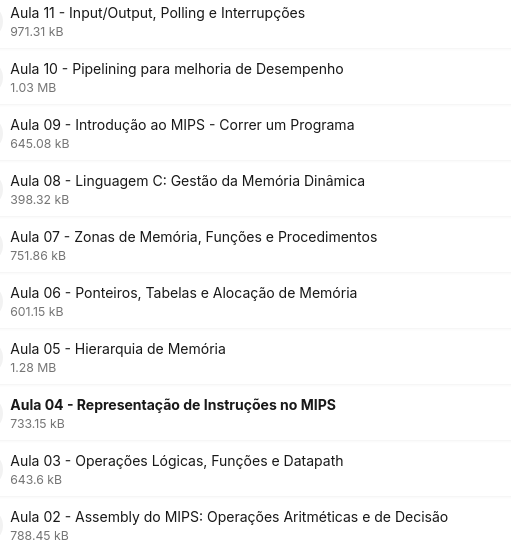 Aula 11 - Input/Output, Polling e Interrupções
971.31 kB
Aula 10 - Pipelining para melhoria de Desempenho
1.03 MB
Aula 09 - Introdução ao MIPS - Correr um Programa
645.08 kB
Aula 08 - Linguagem C: Gestão da Memória Dinâmica
398.32 kB
Aula 07 - Zonas de Memória, Funções e Procedimentos
751.86 kB
Aula 06 - Ponteiros, Tabelas e Alocação de Memória
601.15 kB
Aula 05 - Hierarquia de Memória
1.28 MB
Aula 04 - Representação de Instruções no MIPS
733.15 kB
Aula 03 - Operações Lógicas, Funções e Datapath
643.6 kB
Aula 02 - Assembly do MIPS: Operações Aritméticas e de Decisão
788.45 kB